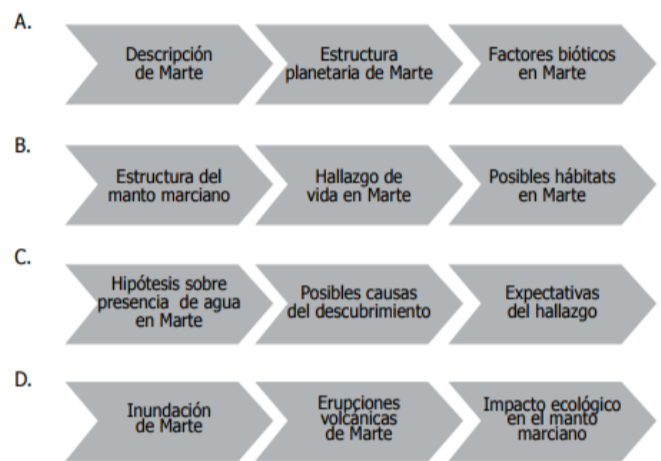 A.
Descripción
de Marte
Estructura
planetaria de Marte
Factores bióticos
en Marte
B.
Estructura del
manto marciano
Hallazgo de
vida en Marte
Posibles hábitats
en Marte
C.
Hipótesis sobre
presencia de agua
en Marte
Posibles causas
del descubrimiento
Expectativas
del hallazgo
D.
Inundación
de Marte
Erupciones
volcánicas
de Marte
Impacto ecológico
en el manto
marciano